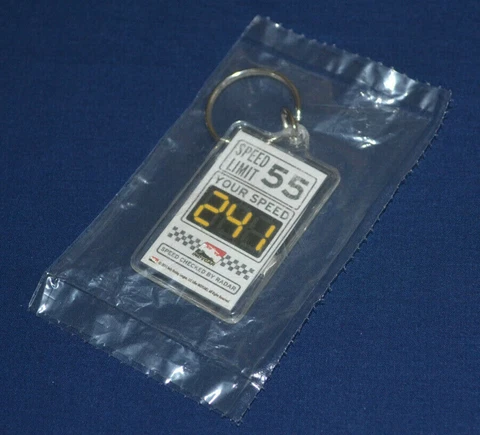 SPEED
LIMIT 55
YOUR SPEED
241
SPEED CHECKED BY RADAR